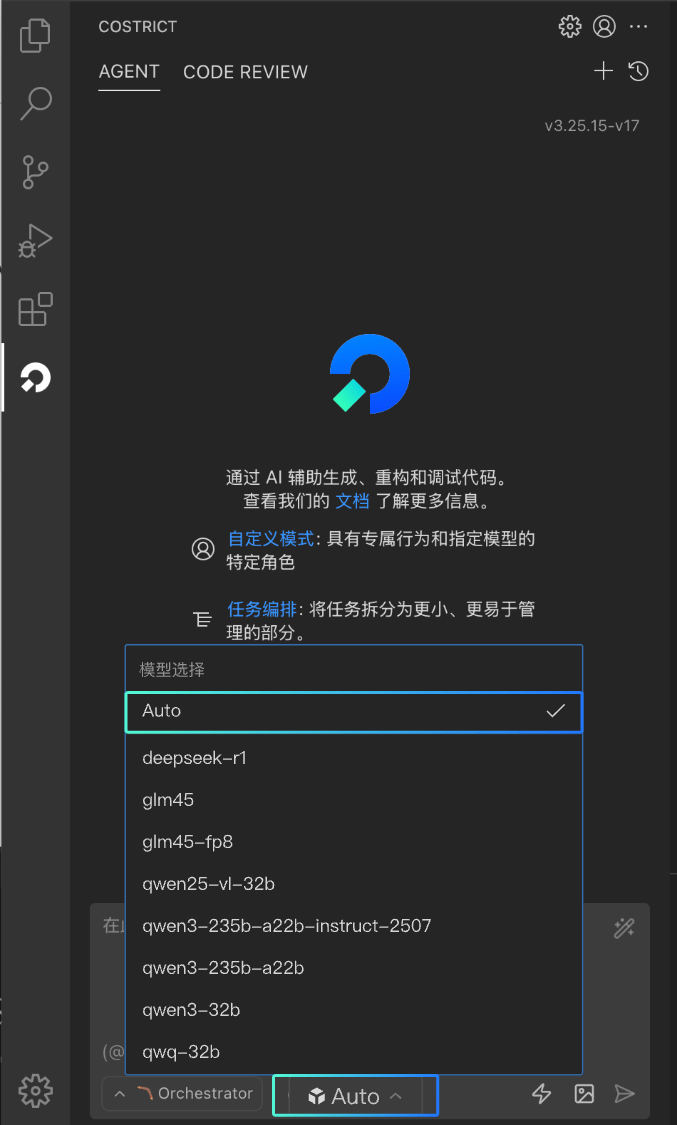 COSTRICT
AGENT CODE REVIEW
v3.25.15-v17
通过 AI 辅助生成、重构和调试代码。
查看我们的 文档 了解更多信息。
自定义模式: 具有专属行为和指定模型的
特定角色
任务编排: 将任务拆分为更小、更易于管
理的部分。
模型选择
Auto
deepseek-r1
glm45
glm45-fp8
qwen25-vl-32b
在
qwen3-235b-a22b-instruct-2507
qwen3-235b-a22b
qwen3-32b
(@
qwq-32b
Orchestrator Auto